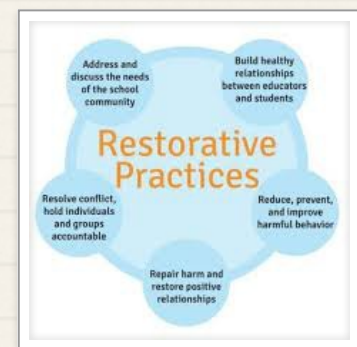 Address and
discuss the needs
of the school
community
Build healthy
relationships
between educators
and students
Restorative
Practices
Resolve conflict,
hold individuals
and groups
accountable
Reduce, prevent,
and improve
harmful behavior
Repair harm and
restore positive
relationships